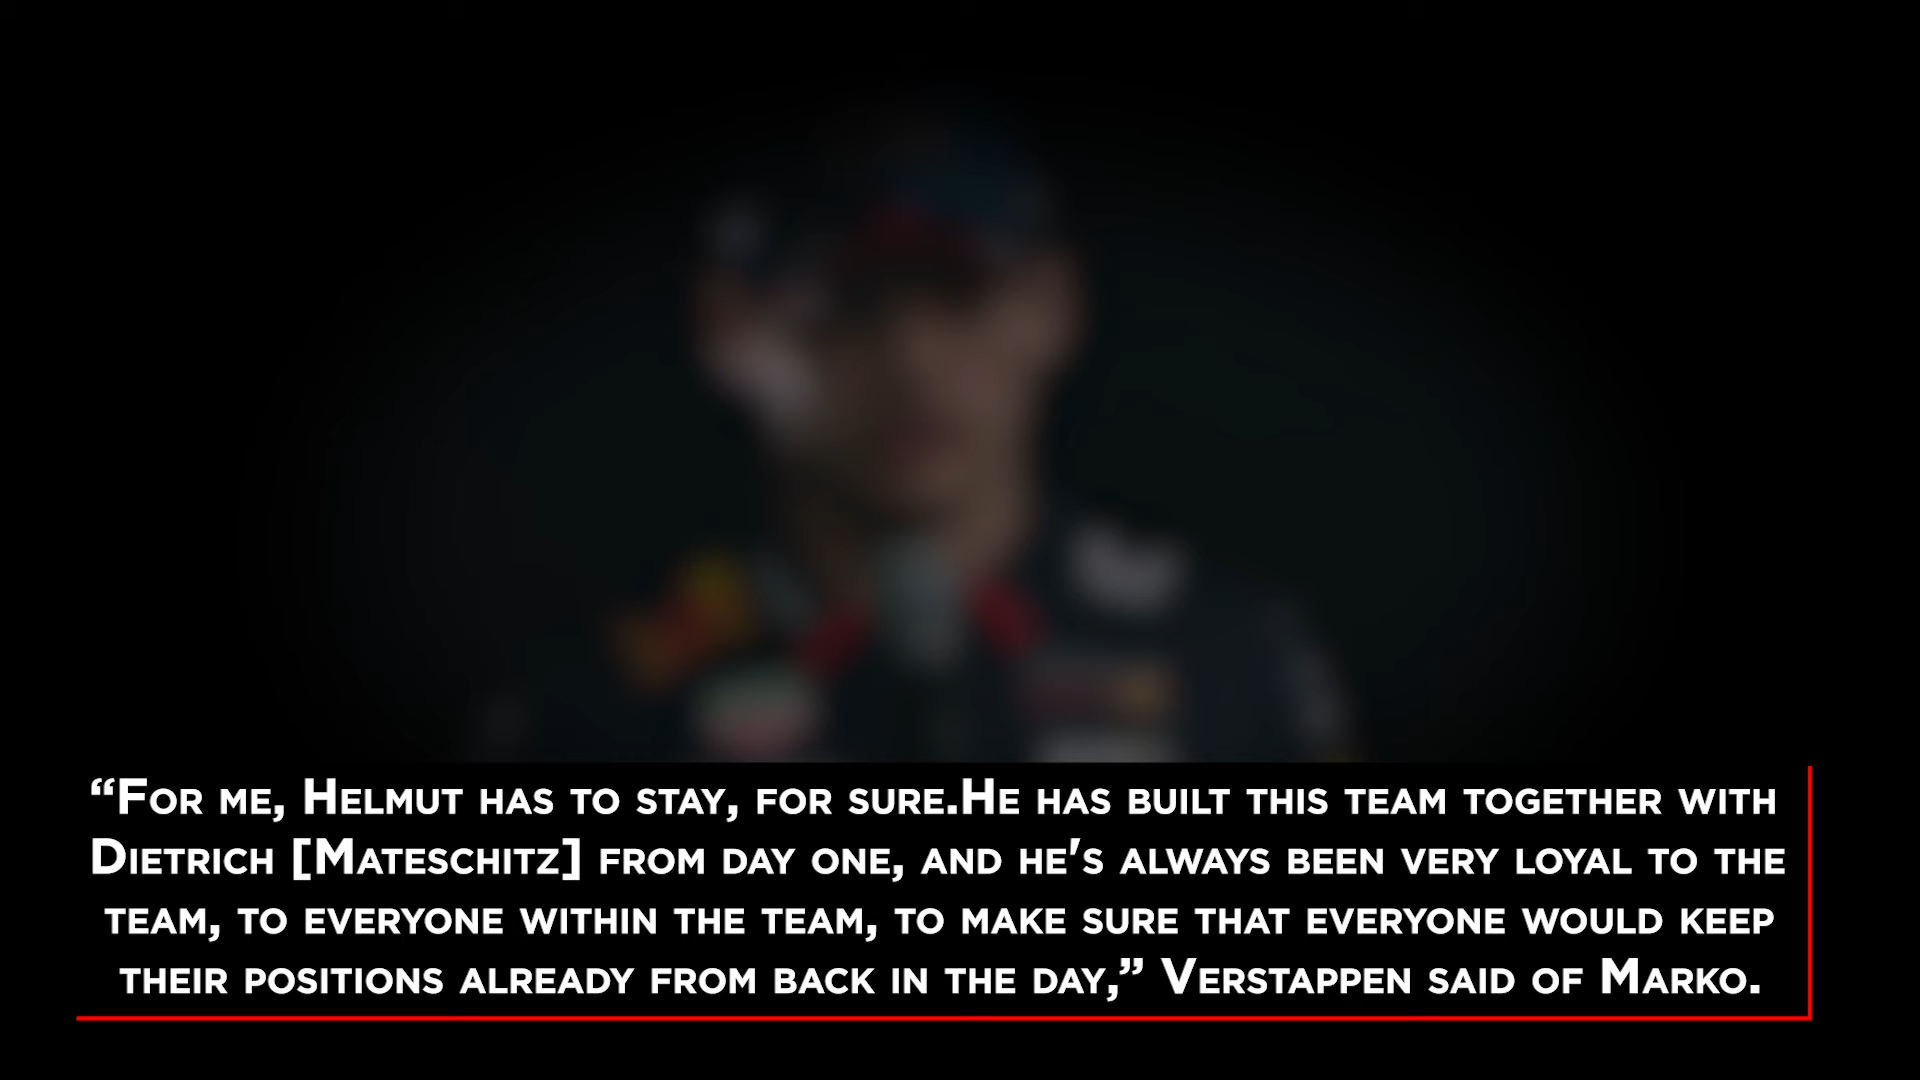 “For me, Helmut has to stay, for sure.He has built this team together with
Dietrich [Mateschitz] from day one, and he's always been very loyal to the
team, to everyone within the team, to make sure that everyone would keep
their positions already from back in the day,” Verstappen said of Marko.